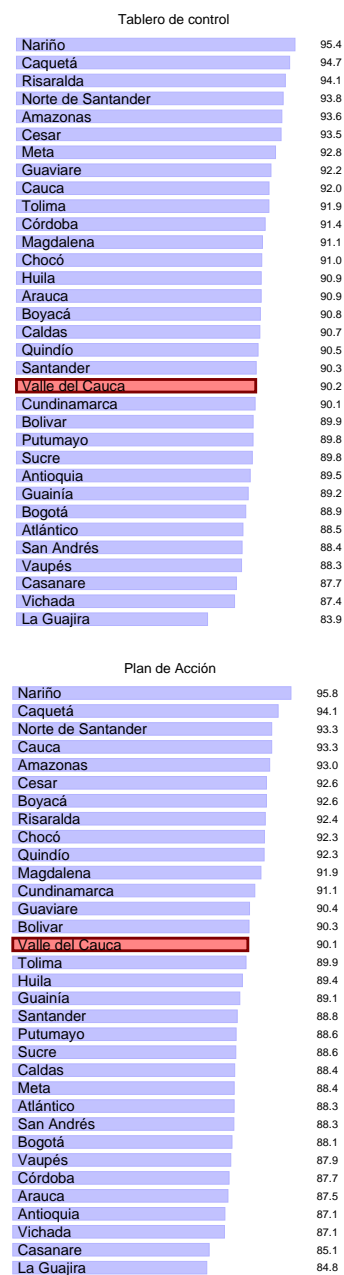 Tablero de control
Nariño 95.4
Caquetá 94.7
Risaralda 94.1
Norte de Santander 93.8
Amazonas 93.6
Cesar 93.5
Meta 92.8
Guaviare 92.2
Cauca 92.0
Tolima 91.9
Córdoba 91.4
Magdalena 91.1
Chocó 91.0
Huila 90.9
Arauca 90.9
Boyacá 90.8
Caldas 90.7
Quindío 90.5
Santander 90.3
Valle del Cauca 90.2
Cundinamarca 90.1
Bolivar 89.9
Putumayo 89.8
Sucre 89.8
Antioquia 89.5
Guainía 89.2
Bogotá 88.9
Atlántico 88.5
San Andrés 88.4
Vaupés 88.3
Casanare 87.7
Vichada 87.4
La Guajira 83.9
Plan de Acción
Nariño 95.8
Caquetá 94.1
Norte de Santander 93.3
Cauca 93.3
Amazonas 93.0
Cesar 92.6
Boyacá 92.6
Risaralda 92.4
Chocó 92.3
Quindío 92.3
Magdalena 91.9
Cundinamarca 91.1
Guaviare 90.4
Bolivar 90.3
Valle del Cauca 90.1
Tolima 89.9
Huila 89.4
Guainía 89.1
Santander 88.8
Putumayo 88.6
Sucre 88.6
Caldas 88.4
Meta 88.4
Atlántico 88.3
San Andrés 88.3
Bogotá 88.1
Vaupés 87.9
Córdoba 87.7
Arauca 87.5
Antioquia 87.1
Vichada 87.1
Casanare 85.1
La Guajira 84.8